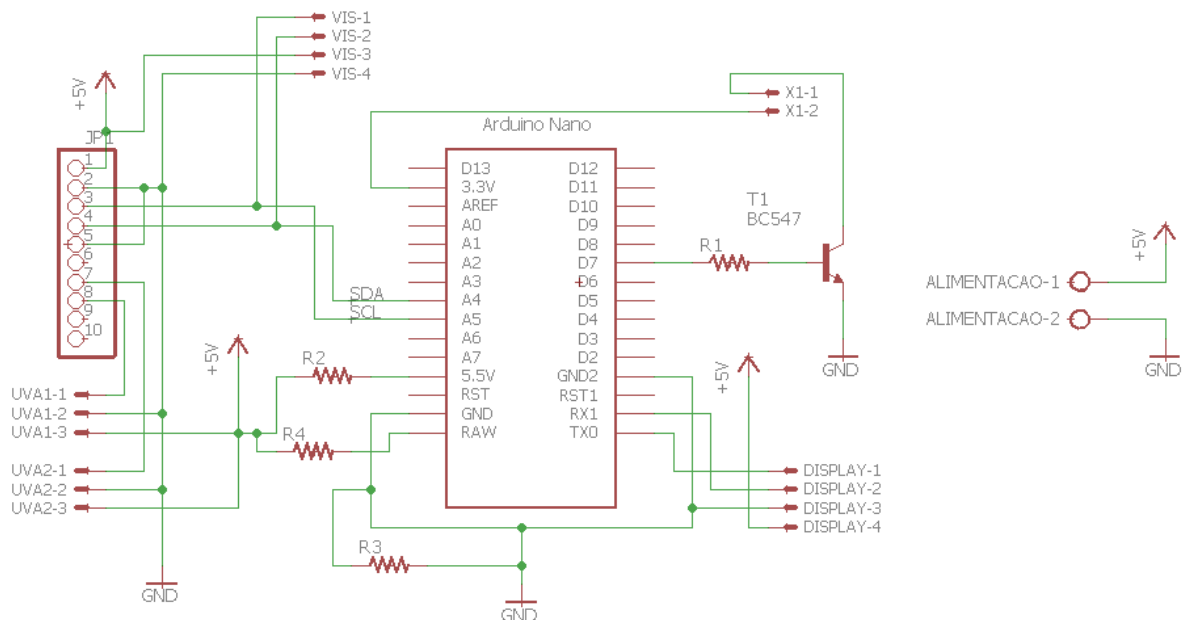 VIS-1
VIS-2
VIS-3
VIS-4
+5V
JP1
1
2
3
4
5
6
7
8
9
10
UVA1-1
UVA1-2
UVA1-3
UVA2-1
UVA2-2
UVA2-3
GND
+5V
SDA
SCL
R2
R4
R3
GND
Arduino Nano
D13
3.3V
AREF
A0
A1
A2
A3
A4
A5
A6
A7
5.5V
RST
GND
RAW
D12
D11
D10
D9
D8
D7
D6
D5
D4
D3
D2
GND2
RST1
RX1
TX0
X1-1
X1-2
T1
BC547
R1
GND
+5V
DISPLAY-1
DISPLAY-2
DISPLAY-3
DISPLAY-4
+5V
ALIMENTACAO-1
ALIMENTACAO-2
GND